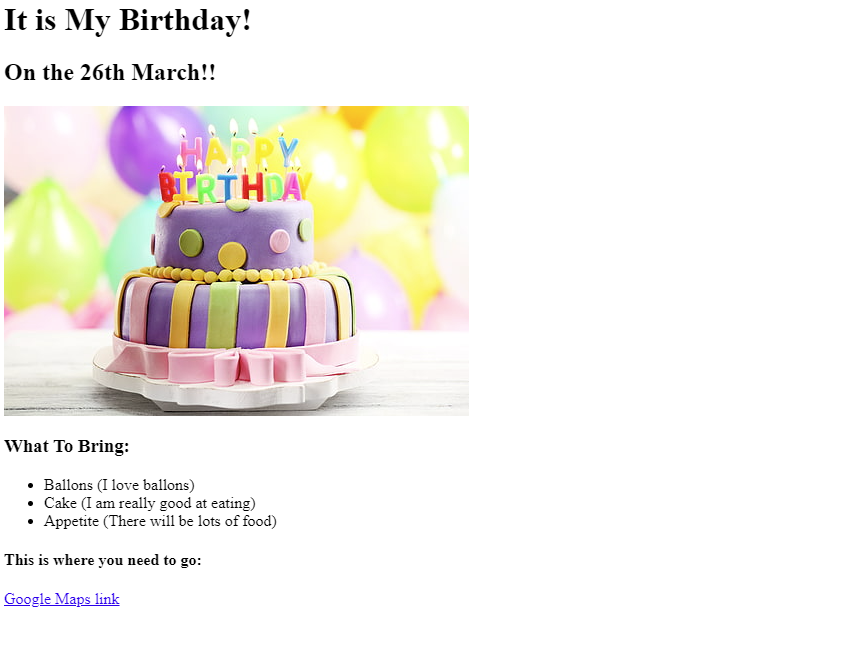 It is My Birthday!
On the 26th March!!
HAPPY
BIRTHDAY
What To Bring:
Ballons (I love ballons)
Cake (I am really good at eating)
Appetite (There will be lots of food)
This is where you need to go:
Google Maps link